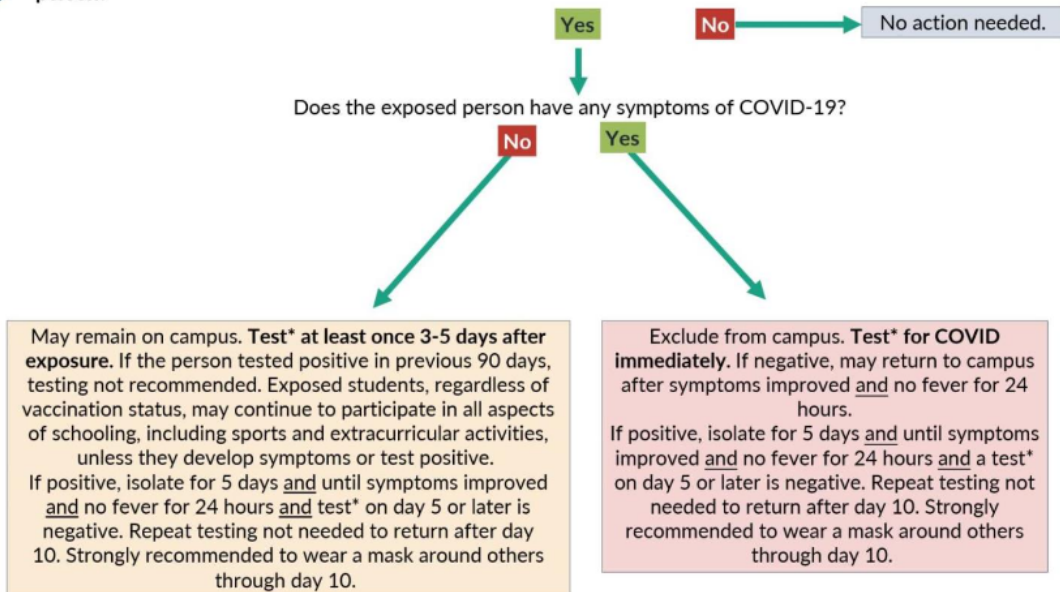 Yes
No
No action needed.
Does the exposed person have any symptoms of COVID-19?
No
Yes
May remain on campus. Test* at least once 3-5 days after
exposure. If the person tested positive in previous 90 days,
testing not recommended. Exposed students, regardless of
vaccination status, may continue to participate in all aspects
of schooling, including sports and extracurricular activities,
unless they develop symptoms or test positive.
If positive, isolate for 5 days and until symptoms improved
and no fever for 24 hours and test* on day 5 or later is
negative. Repeat testing not needed to return after day
10. Strongly recommended to wear a mask around others
through day 10.
Exclude from campus. Test* for COVID
immediately. If negative, may return to campus
after symptoms improved and no fever for 24
hours.
If positive, isolate for 5 days and until symptoms
improved and no fever for 24 hours and a test*
on day 5 or later is negative. Repeat testing not
needed to return after day 10. Strongly
recommended to wear a mask around others
through day 10.